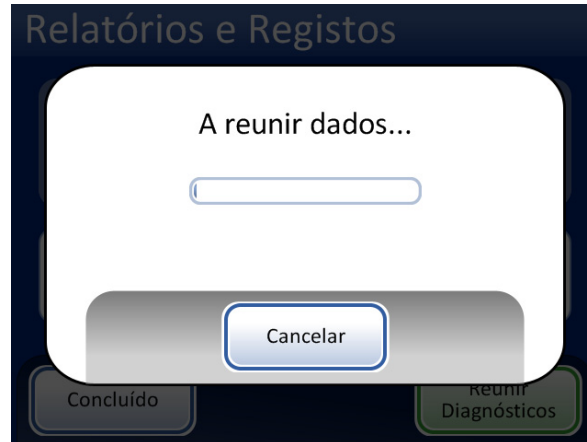 Relatórios e Registos
A reunir dados...
Cancelar
Concluído
Reunir
Diagnósticos